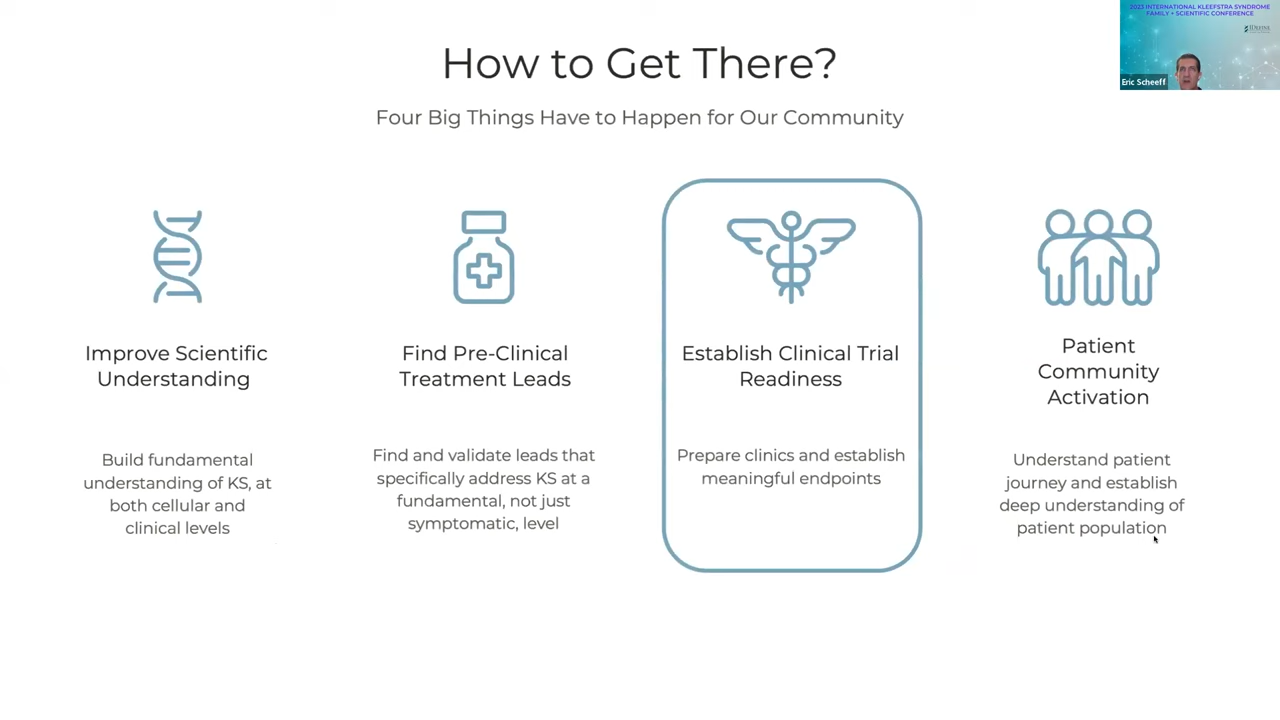 2023 INTERNATIONAL KLEEFSTRA SYNDROME
FAMILY + SCIENTIFIC CONFERENCE
Eric Scheeff
How to Get There?
Four Big Things Have to Happen for Our Community
Improve Scientific
Understanding
Build fundamental
understanding of KS, at
both cellular and
clinical levels
Find Pre-Clinical
Treatment Leads
Find and validate leads that
specifically address KS at a
fundamental, not just
symptomatic, level
Establish Clinical Trial
Readiness
Prepare clinics and establish
meaningful endpoints
Patient
Community
Activation
Understand patient
journey and establish
deep understanding of
patient population